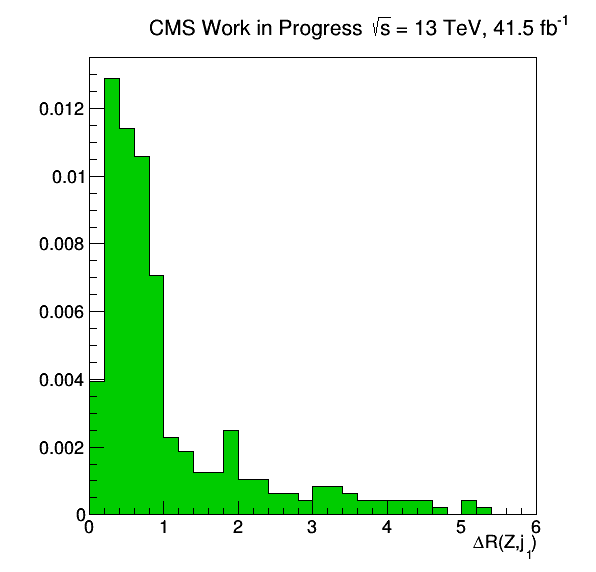 CMS Work in Progress √s = 13 TeV, 41.5 fb⁻¹
0.012
0.01
0.008
0.006
0.004
0.002
0
0 1 2 3 4 5 6
ΔR(Z,j₁)